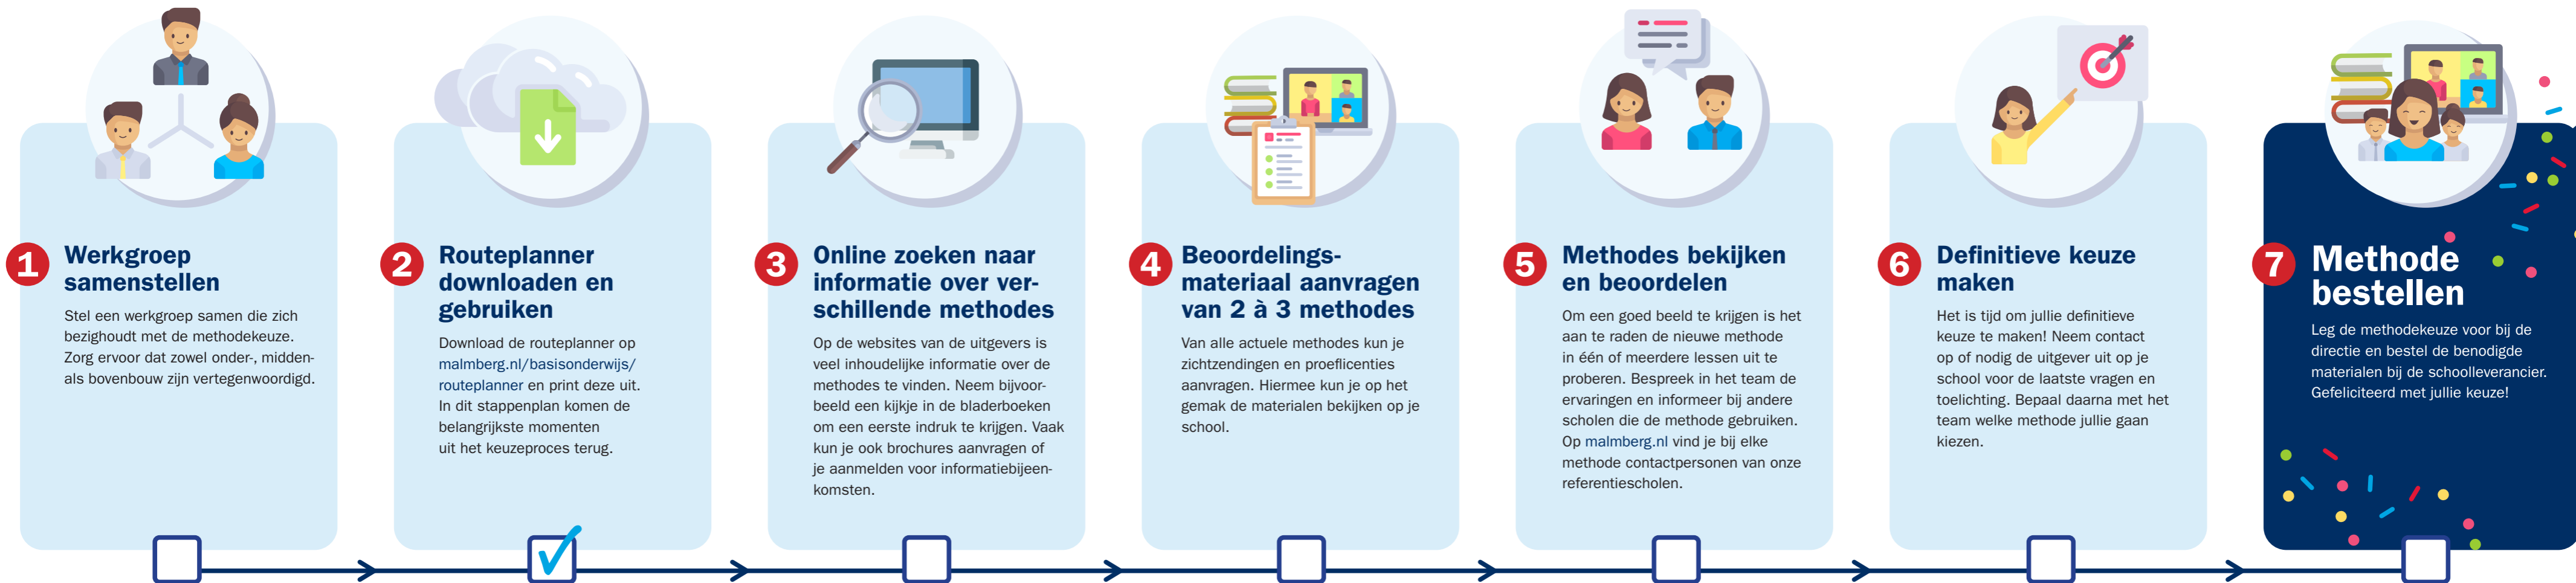 1
Werkgroep
samenstellen
Stel een werkgroep samen die zich
bezighoudt met de methodekeuze.
Zorg ervoor dat zowel onder-, midden-
als bovenbouw zijn vertegenwoordigd.
2
Routeplanner
downloaden en
gebruiken
Download de routeplanner op
malmberg.nl/basisonderwijs/
routeplanner en print deze uit.
In dit stappenplan komen de
belangrijkste momenten
uit het keuzeproces terug.
3
Online zoeken naar
informatie over ver-
schillende methodes
Op de websites van de uitgevers is
veel inhoudelijke informatie over de
methodes te vinden. Neem bijvoor-
beeld een kijkje in de bladerboeken
om een eerste indruk te krijgen. Vaak
kun je ook brochures aanvragen of
je aanmelden voor informatiebijeen-
komsten.
4
Beoordelings-
materiaal aanvragen
van 2 à 3 methodes
Van alle actuele methodes kun je
zichtzendingen en proeflicenties
aanvragen. Hiermee kun je op het
gemak de materialen bekijken op je
school.
5
Methodes bekijken
en beoordelen
Om een goed beeld te krijgen is het
aan te raden de nieuwe methode
in één of meerdere lessen uit te
proberen. Bespreek in het team de
ervaringen en informeer bij andere
scholen die de methode gebruiken.
Op malmberg.nl vind je bij elke
methode contactpersonen van onze
referentiescholen.
6
Definitieve keuze
maken
Het is tijd om jullie definitieve
keuze te maken! Neem contact
op of nodig de uitgever uit op je
school voor de laatste vragen en
toelichting. Bepaal daarna met het
team welke methode jullie gaan
kiezen.
7
Methode
bestellen
Leg de methodekeuze voor bij de
directie en bestel de benodigde
materialen bij de schoolleverancier.
Gefeliciteerd met jullie keuze!